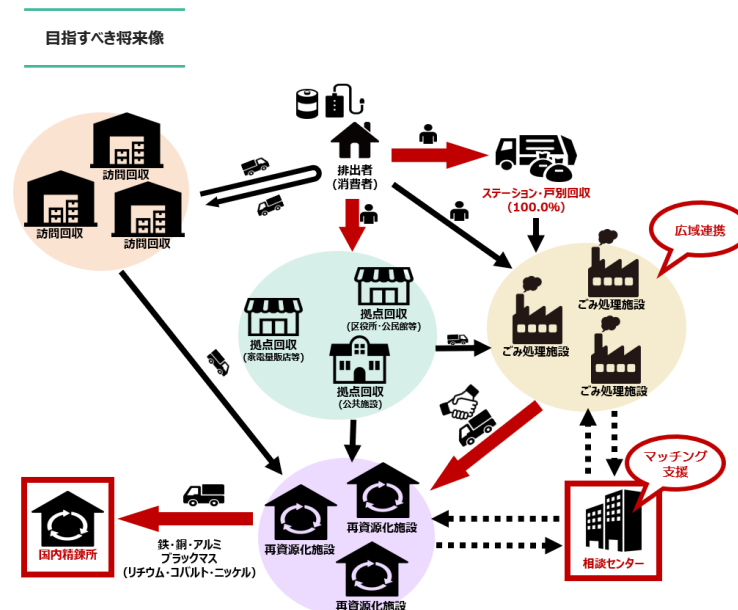 目指すべき将来像
排出者
(消費者)
ステーション・戸別回収
(100.0%)
訪問回収
訪問回収
訪問回収
広域連携
拠点回収
(区役所・公民館等)
拠点回収
(家電量販店等)
拠点回収
(公共施設)
ごみ処理施設
ごみ処理施設
ごみ処理施設
マッチング
支援
相談センター
再資源化施設
再資源化施設
再資源化施設
国内精錬所
鉄・銅・アルミ
ブラックマス
(リチウム・コバルト・ニッケル)